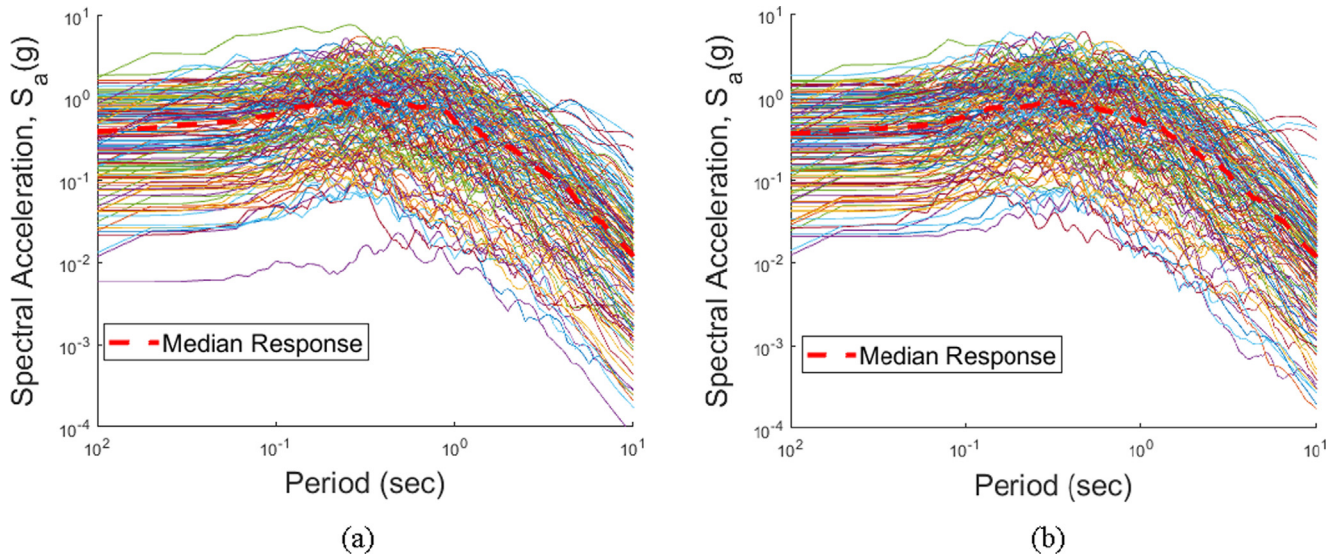 Spectral Acceleration, Sa(g)
10^1
10^0
10^-1
10^-2
10^-3
10^-4
Median Response
10^2
10^-1
10^0
10^1
Period (sec)
(a)
Spectral Acceleration, Sa(g)
10^1
10^0
10^-1
10^-2
10^-3
10^-4
Median Response
10^2
10^-1
10^0
10^1
Period (sec)
(b)